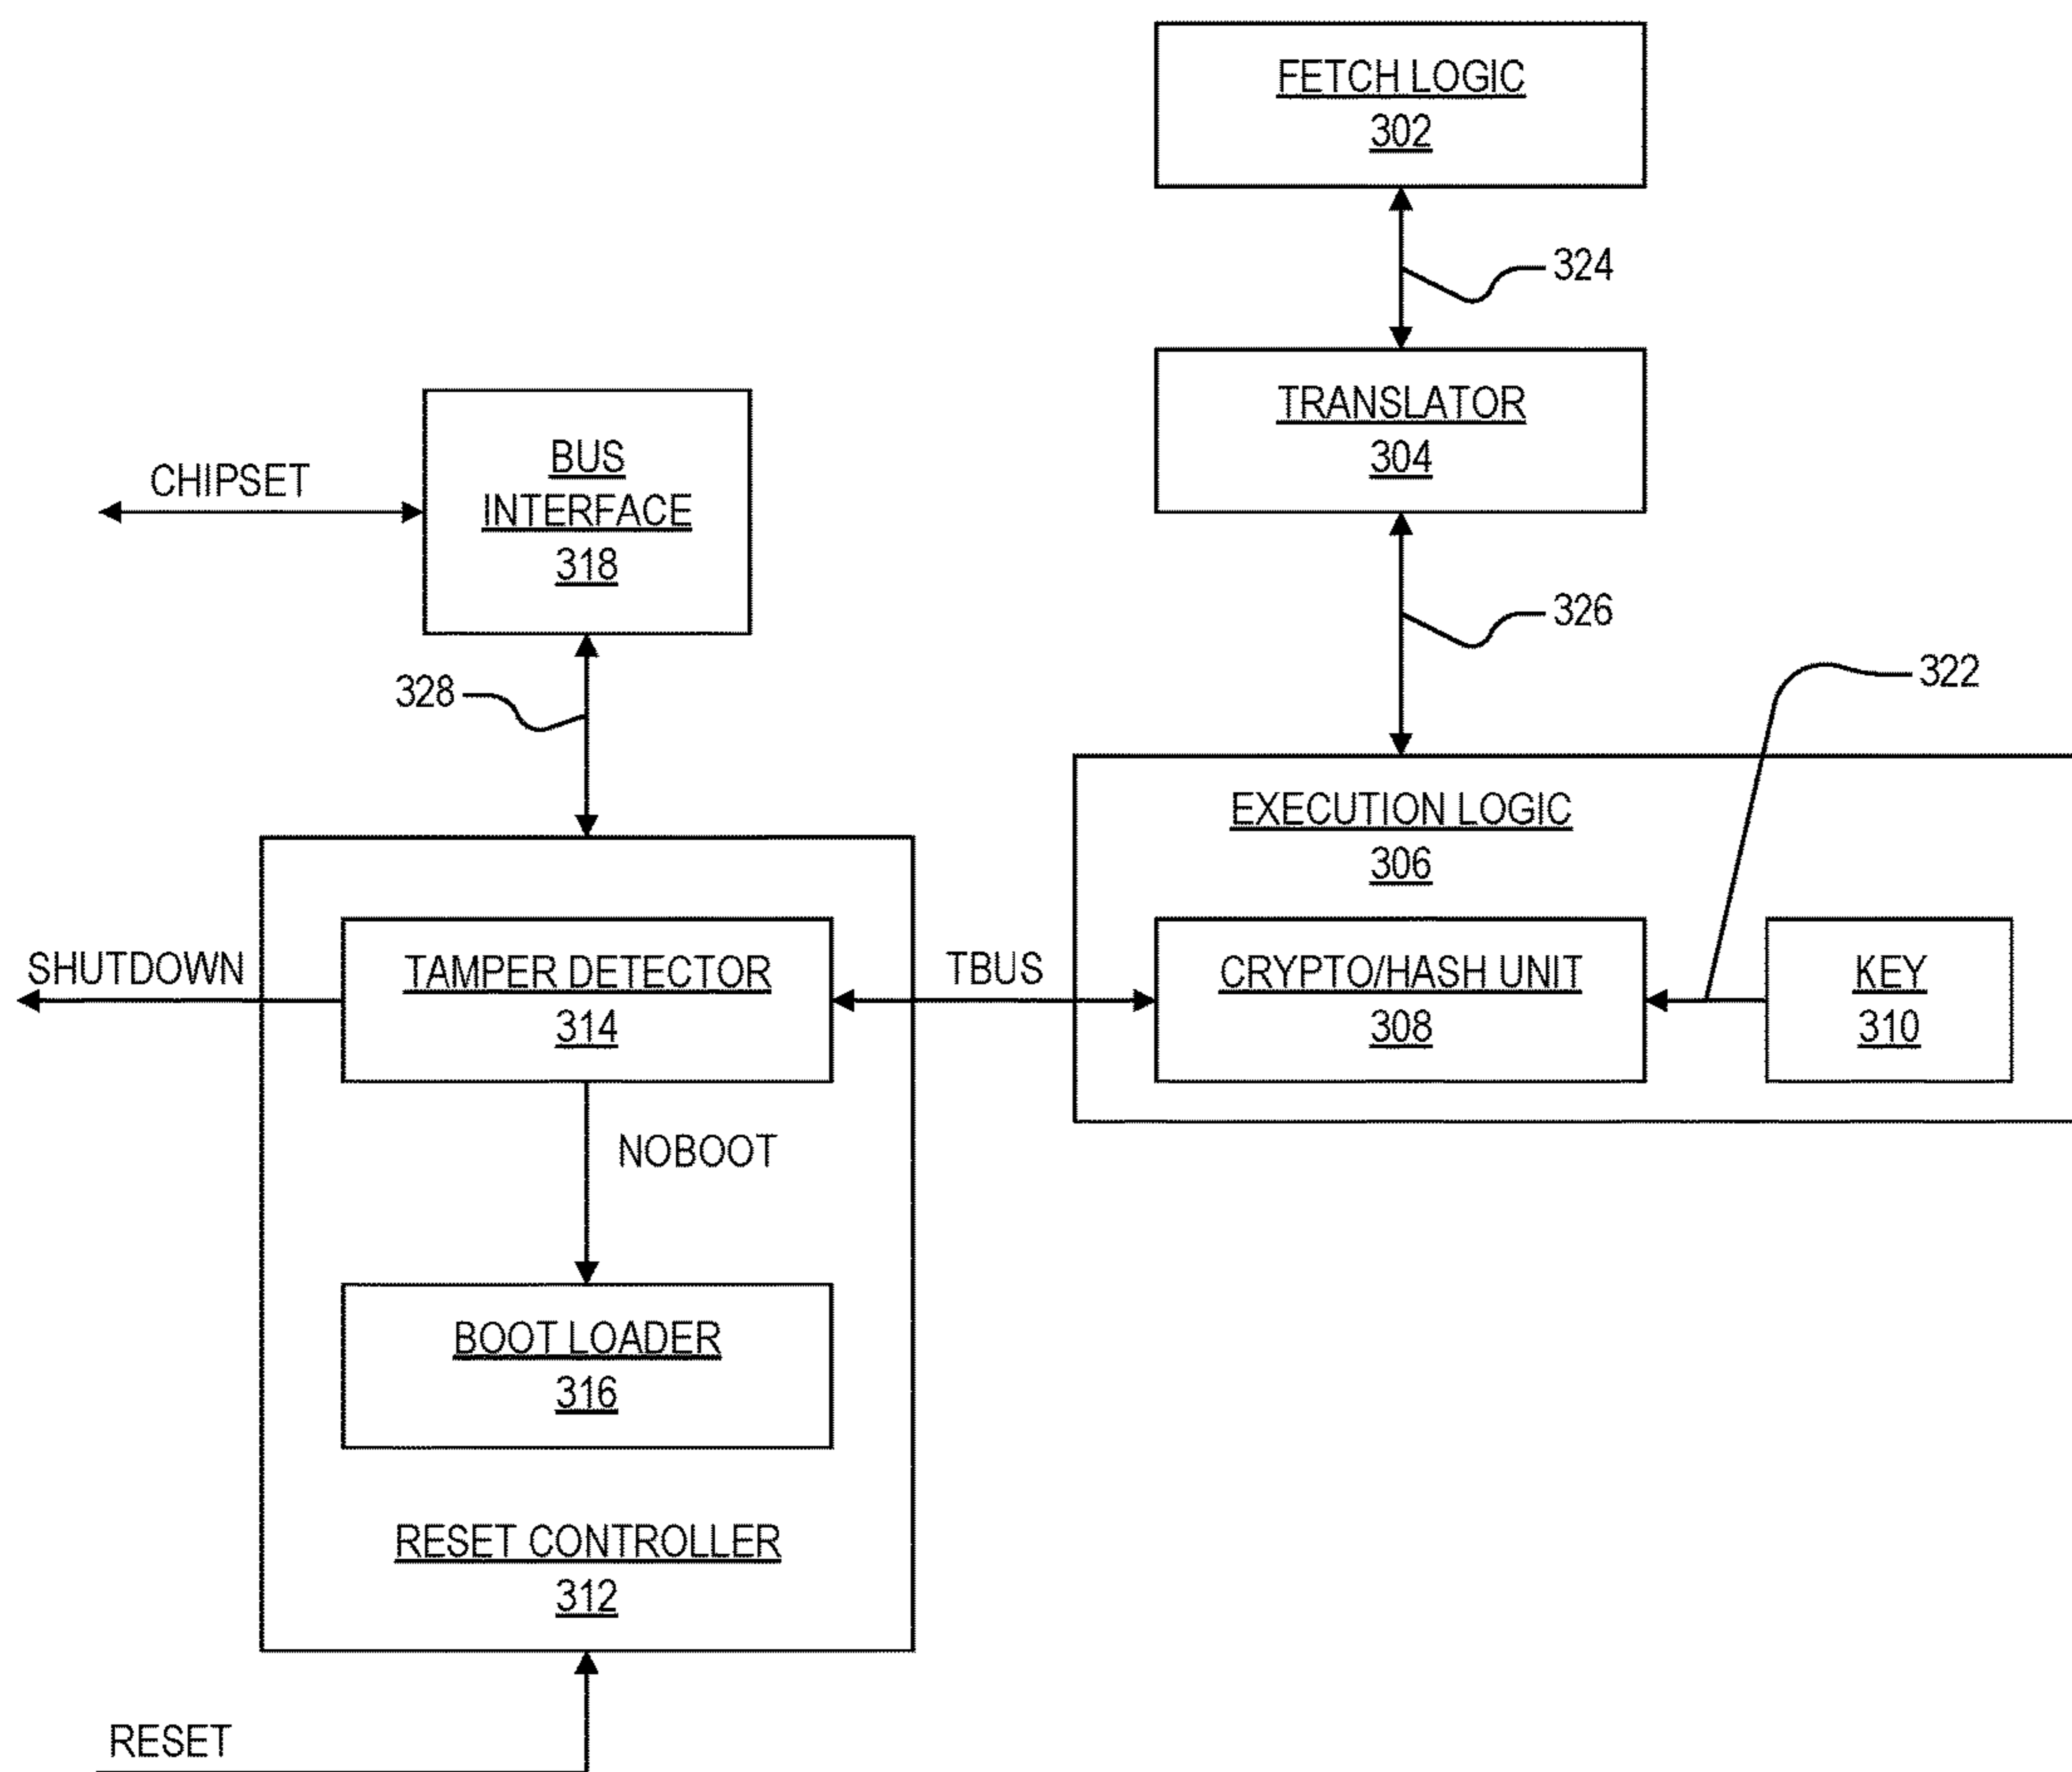 FETCH LOGIC
302
324
TRANSLATOR
304
BUS
INTERFACE
318
CHIPSET
326
328
322
EXECUTION LOGIC
306
SHUTDOWN
TAMPER DETECTOR
314
TBUS
CRYPTO/HASH UNIT
308
KEY
310
NOBOOT
BOOT LOADER
316
RESET CONTROLLER
312
RESET